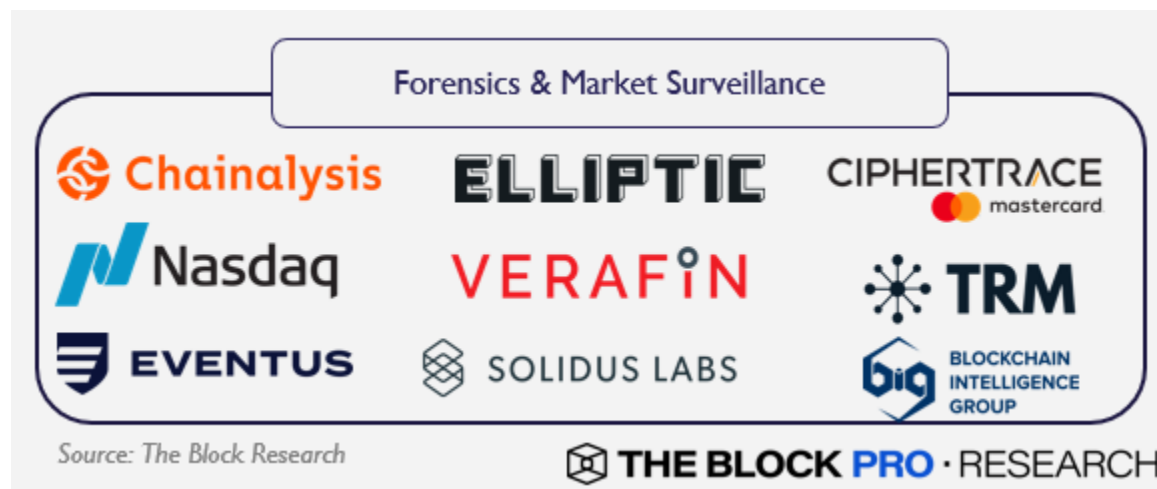 Forensics & Market Surveillance
Chainalysis
ELLIPTIC
CIPHERTRACE
mastercard
Nasdaq
VERAFIN
TRM
EVENTUS
SOLIDUS LABS
big
BLOCKCHAIN
INTELLIGENCE
GROUP
Source: The Block Research
THE BLOCK PRO · RESEARCH